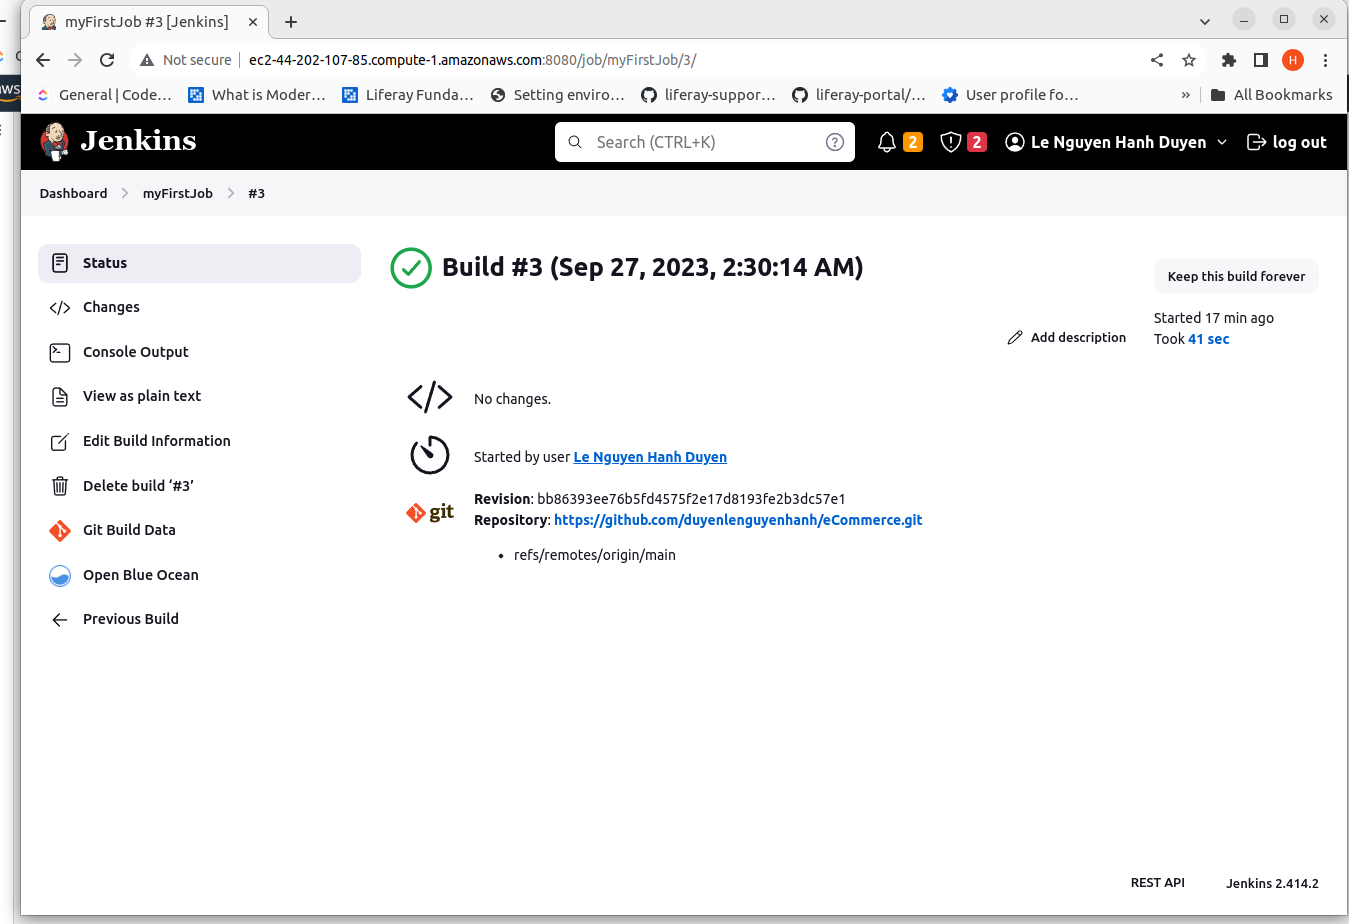 myFirstJob #3 [Jenkins]
Not secure ec2-44-202-107-85.compute-1.amazonaws.com:8080/job/myFirstJob/3/
H
General | Code... What is Moder... Liferay Funda... Setting enviro... liferay-suppor... liferay-portal/... User profile fo... » All Bookmarks
Jenkins Search (CTRL+K) 2 2 Le Nguyen Hanh Duyen log out
Dashboard myFirstJob #3
Status
Changes
Console Output
View as plain text
Edit Build Information
Delete build ‘#3’
Git Build Data
Open Blue Ocean
Previous Build
Build #3 (Sep 27, 2023, 2:30:14 AM)
Keep this build forever
Started 17 min ago
Took 41 sec
Add description
No changes.
Started by user Le Nguyen Hanh Duyen
git
Revision: bb86393ee76b5fd4575f2e17d8193fe2b3dc57e1
Repository: https://github.com/duyenlenguyenhanh/eCommerce.git
• refs/remotes/origin/main
REST API Jenkins 2.414.2